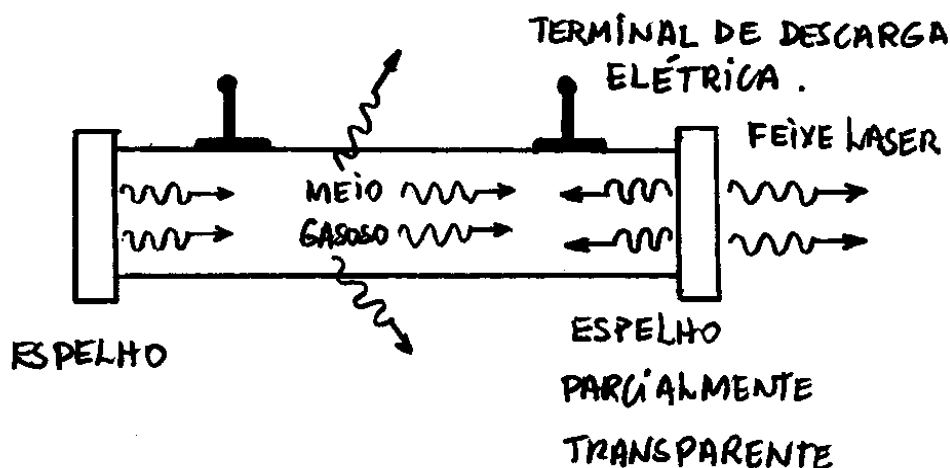 TERMINAL DE DESCARGA
ELÉTRICA.
FEIXE LASER
MEIO
GASOSO
ESPELHO
ESPELHO
PARCIALMENTE
TRANSPARENTE